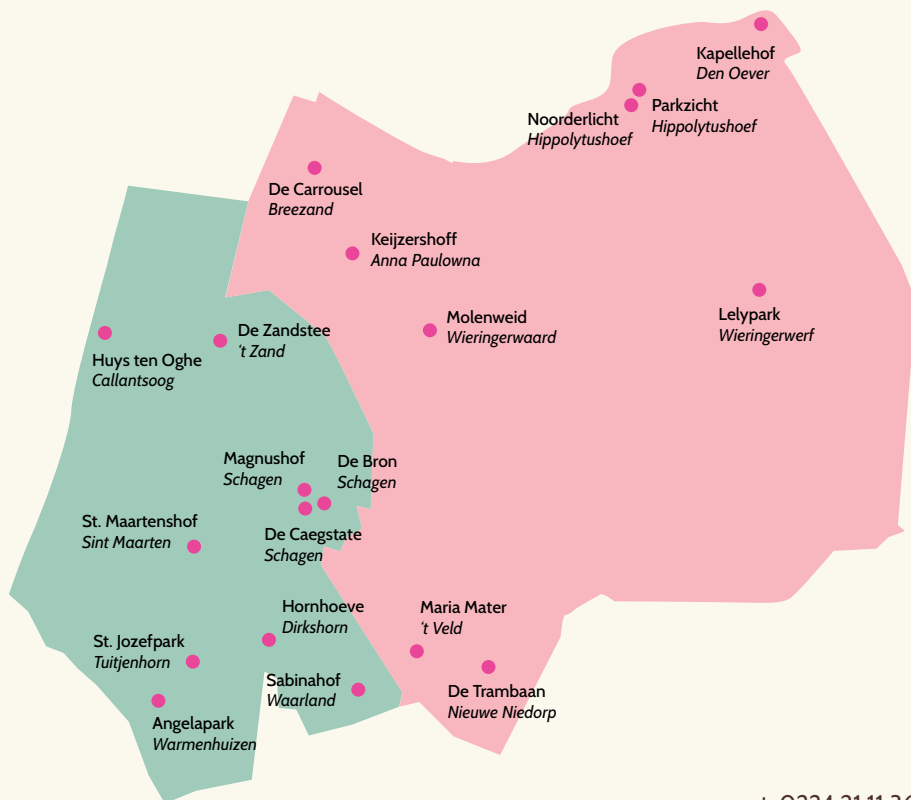 Kapellehof
Den Oever
Parkzicht
Hippolytushoef
Noorderlicht
Hippolytushoef
De Carrousel
Breezand
Keijzershoff
Anna Paulowna
Molenweid
Wieringerwaard
Lelypark
Wieringerwerf
De Zandstee
‘t Zand
Huys ten Oghe
Callantsoog
Magnushof
Schagen
De Bron
Schagen
De Caegstate
Schagen
St. Maartenshof
Sint Maarten
Hornhoeve
Dirkshorn
Maria Mater
‘t Veld
St. Jozefpark
Tuitjenhorn
Sabinahof
Waarland
De Trambaan
Nieuwe Niedorp
Angelapark
Warmenhuizen